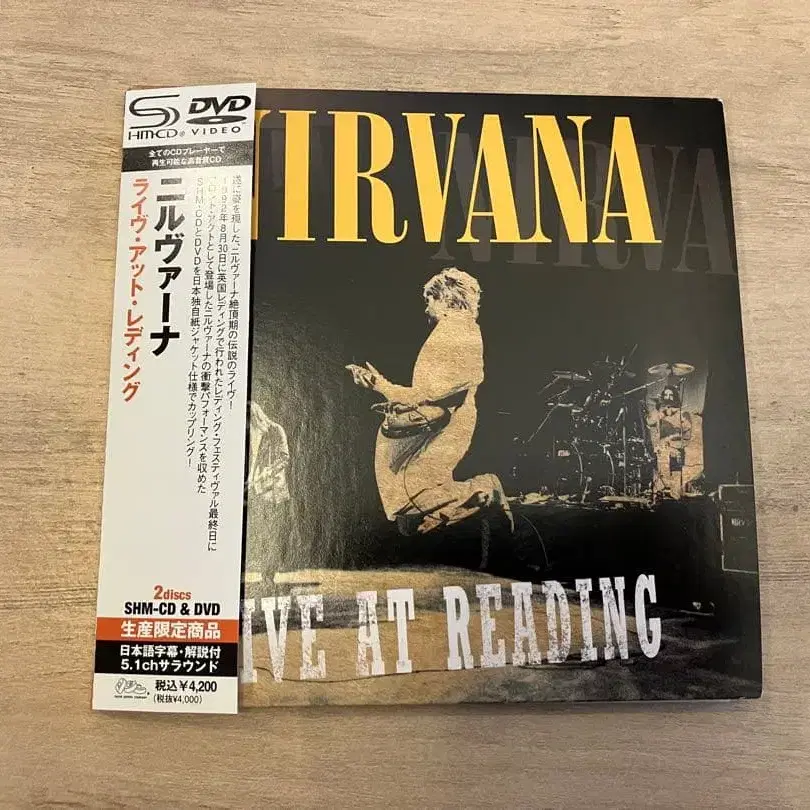 SHM-CD
DVD
VIDEO
全てのCDプレーヤーで
再生可能な高音質CD
ニルヴァーナ
ライヴ・アット・レディング
遂に姿を現した、ニルヴァーナ絶頂期の伝説のライヴ!
1992年8月30日に英国レディングで行われたレディング・フェスティヴァル最終日に
アクトとして登場したニルヴァーナの衝撃パフォーマンスを収めた
SHM-CDとDVDを日本独自紙ジャケット仕様でカップリング!
2discs
SHM-CD & DVD
生産限定商品
日本語字幕・解説付
5.1chサラウンド
税込¥4,200
(税抜¥4,000)
NIRVANA
NIRVA
IVE AT READING